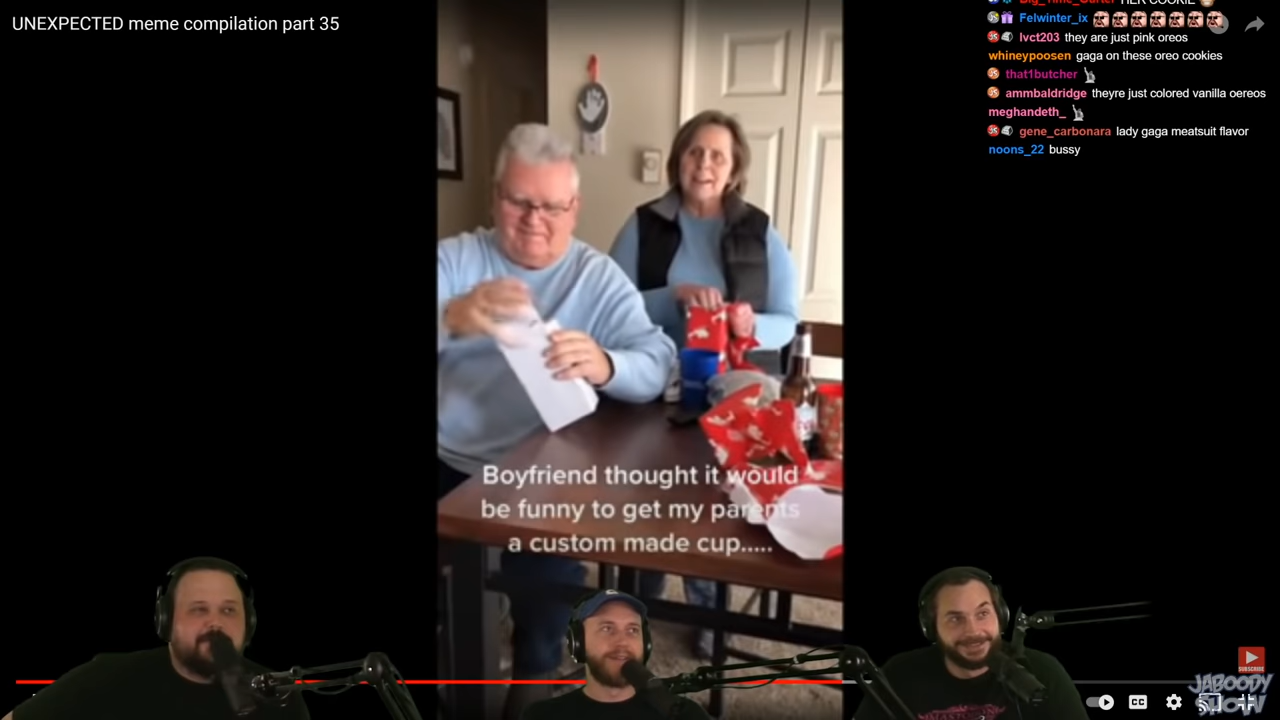 UNEXPECTED meme compilation part 35
Felwinter_ix
lvct203 they are just pink oreos
whineypoosen gaga on these oreo cookies
that1butcher
ammbaldridge theyre just colored vanilla oereos
meghandeth_
gene_carbonara lady gaga meatsuit flavor
noons_22 bussy
Boyfriend thought it would
be funny to get my parents
a custom made cup.....
SUBSCRIBE
JABOODY
SHOW
CC